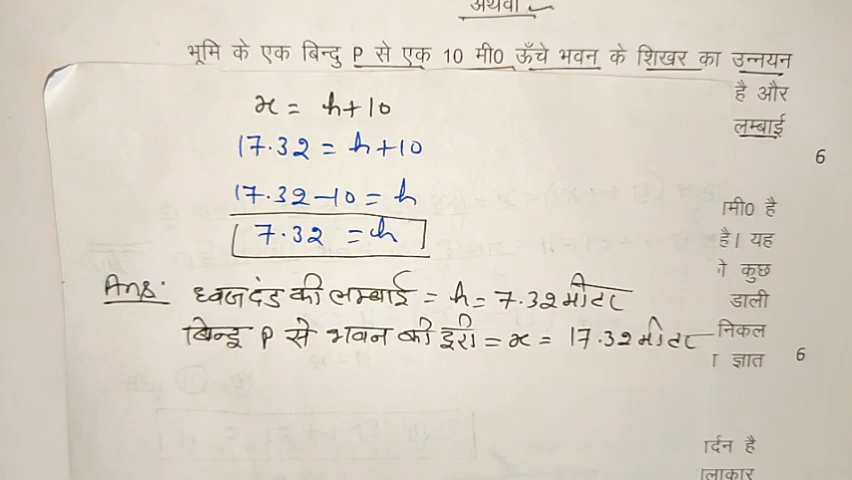 अथवा
भूमि के एक बिन्दु P से एक 10 मी0 ऊँचे भवन के शिखर का उन्नयन
है और
लम्बाई
6
x = h+10
17.32 = h+10
17.32-10 = h
7.32 = h
Ans: ध्वजदंड की लम्बाई = h = 7.32 मीटर
बिन्दू P से भवन की दूरी = x = 17.32 मीटर
मी0 है
है। यह
कुछ
डाली
निकल
ज्ञात 6
र्दन है